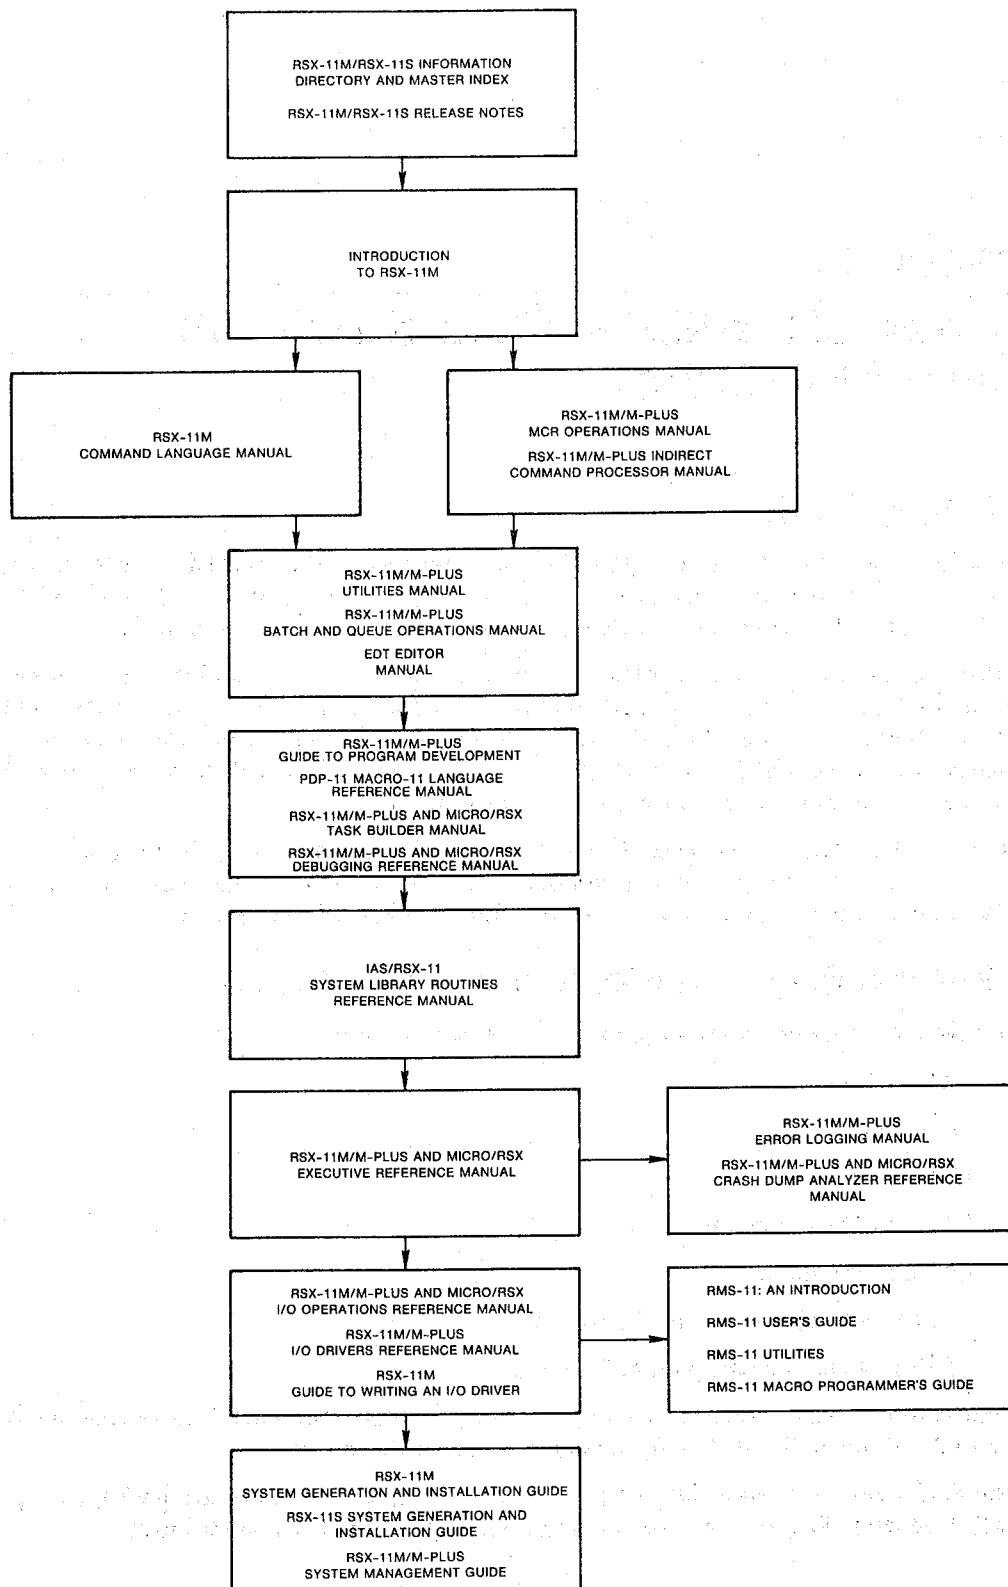 RSX-11M/RSX-11S INFORMATION
DIRECTORY AND MASTER INDEX
RSX-11M/RSX-11S RELEASE NOTES
INTRODUCTION
TO RSX-11M
RSX-11M
COMMAND LANGUAGE MANUAL
RSX-11M/M-PLUS
MCR OPERATIONS MANUAL
RSX-11M/M-PLUS INDIRECT
COMMAND PROCESSOR MANUAL
RSX-11M/M-PLUS
UTILITIES MANUAL
RSX-11M/M-PLUS
BATCH AND QUEUE OPERATIONS MANUAL
EDT EDITOR
MANUAL
RSX-11M/M-PLUS
GUIDE TO PROGRAM DEVELOPMENT
PDP-11 MACRO-11 LANGUAGE
REFERENCE MANUAL
RSX-11M/M-PLUS AND MICRO/RSX
TASK BUILDER MANUAL
RSX-11M/M-PLUS AND MICRO/RSX
DEBUGGING REFERENCE MANUAL
IAS/RSX-11
SYSTEM LIBRARY ROUTINES
REFERENCE MANUAL
RSX-11M/M-PLUS AND MICRO/RSX
EXECUTIVE REFERENCE MANUAL
RSX-11M/M-PLUS
ERROR LOGGING MANUAL
RSX-11M/M-PLUS AND MICRO/RSX
CRASH DUMP ANALYZER REFERENCE
MANUAL
RSX-11M/M-PLUS AND MICRO/RSX
I/O OPERATIONS REFERENCE MANUAL
RSX-11M/M-PLUS
I/O DRIVERS REFERENCE MANUAL
RSX-11M
GUIDE TO WRITING AN I/O DRIVER
RMS-11: AN INTRODUCTION
RMS-11 USER'S GUIDE
RMS-11 UTILITIES
RMS-11 MACRO PROGRAMMER'S GUIDE
RSX-11M
SYSTEM GENERATION AND INSTALLATION GUIDE
RSX-11S SYSTEM GENERATION AND
INSTALLATION GUIDE
RSX-11M/M-PLUS
SYSTEM MANAGEMENT GUIDE